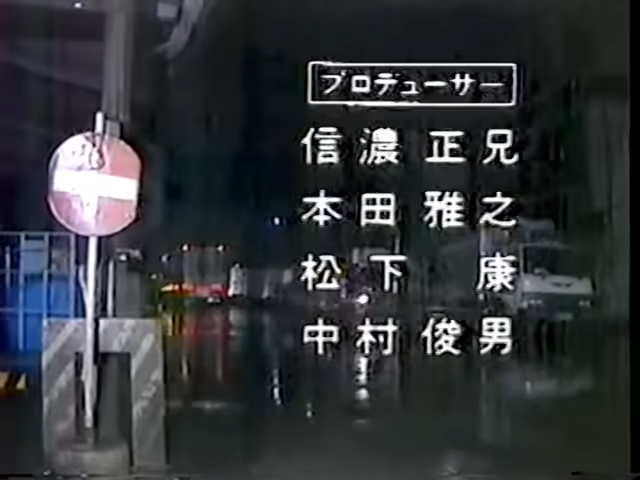 プロデューサー
信濃正兄
本田雅之
松下康
中村俊男